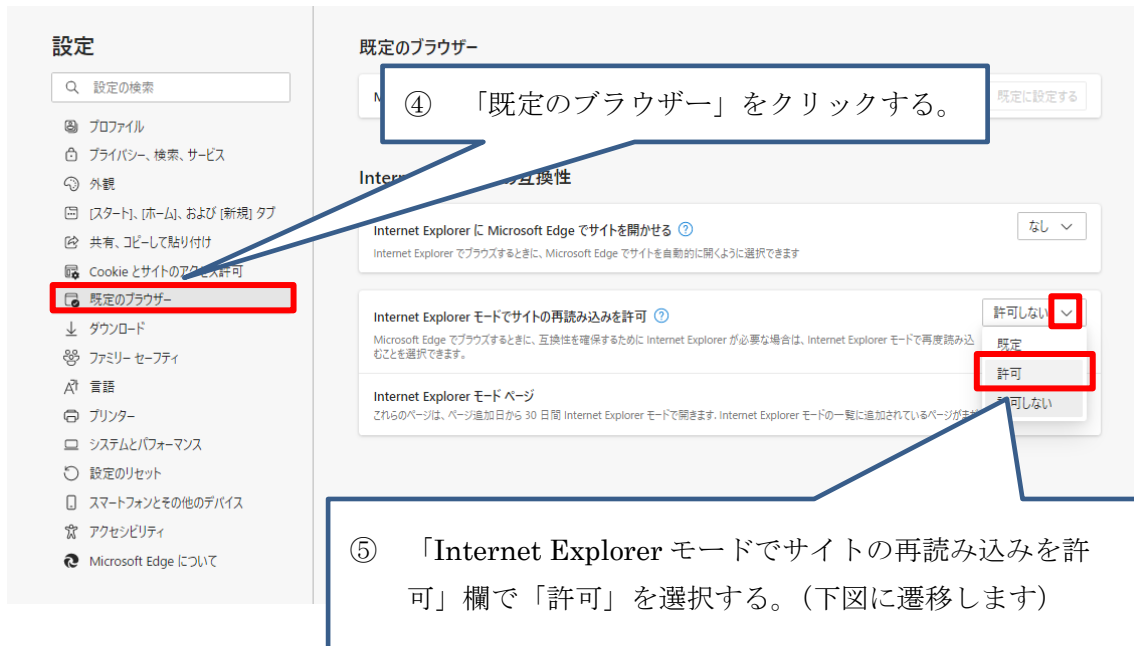 設定
設定の検索
プロファイル
プライバシー、検索、サービス
外観
[スタート]、[ホーム]、および [新規] タブ
共有、コピーして貼り付け
Cookie とサイトのアクセス許可
既定のブラウザー
ダウンロード
ファミリー セーフティ
言語
プリンター
システムとパフォーマンス
設定のリセット
スマートフォンとその他のデバイス
アクセシビリティ
Microsoft Edge について
既定のブラウザー
既定に設定する
④ 「既定のブラウザー」をクリックする。
互換性
Internet Explorer に Microsoft Edge でサイトを開かせる
なし
Internet Explorer でブラウズするときに、Microsoft Edge でサイトを自動的に開くように選択できます
Internet Explorer モードでサイトの再読み込みを許可
許可しない
Microsoft Edge でブラウズするときに、互換性を確保するために Internet Explorer が必要な場合は、Internet Explorer モードで再度読み込
むことを選択できます。
既定
許可
許可しない
Internet Explorer モード ページ
これらのページは、ページ追加日から 30 日間 Internet Explorer モードで開きます. Internet Explorer モードの一覧に追加されているページがまだ
⑤ 「Internet Explorer モードでサイトの再読み込みを許
可」欄で「許可」を選択する。（下図に遷移します）